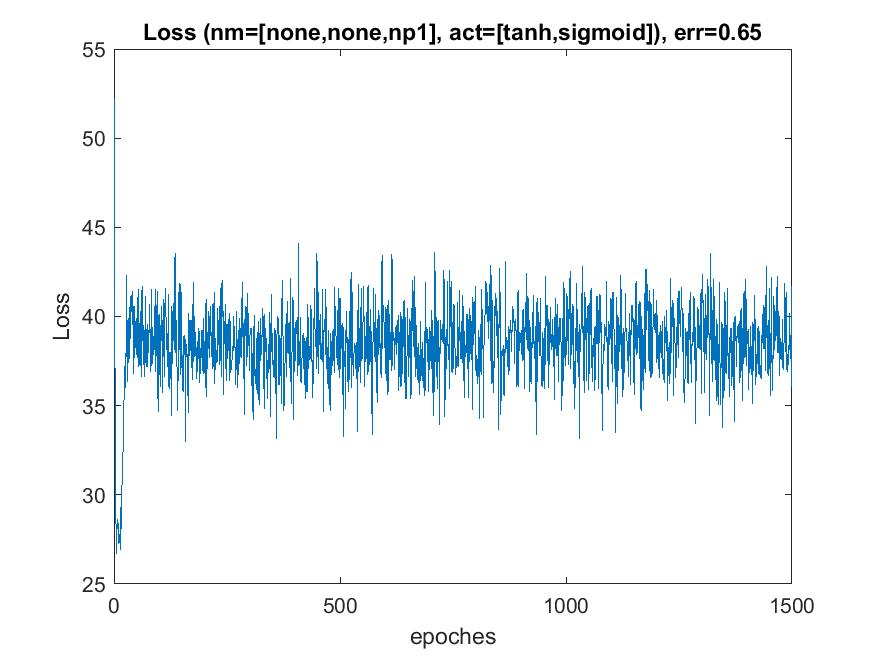 Loss (nm=[none,none,np1], act=[tanh,sigmoid]), err=0.65
55
50
45
40
35
30
25
Loss
0 500 1000 1500
epoches